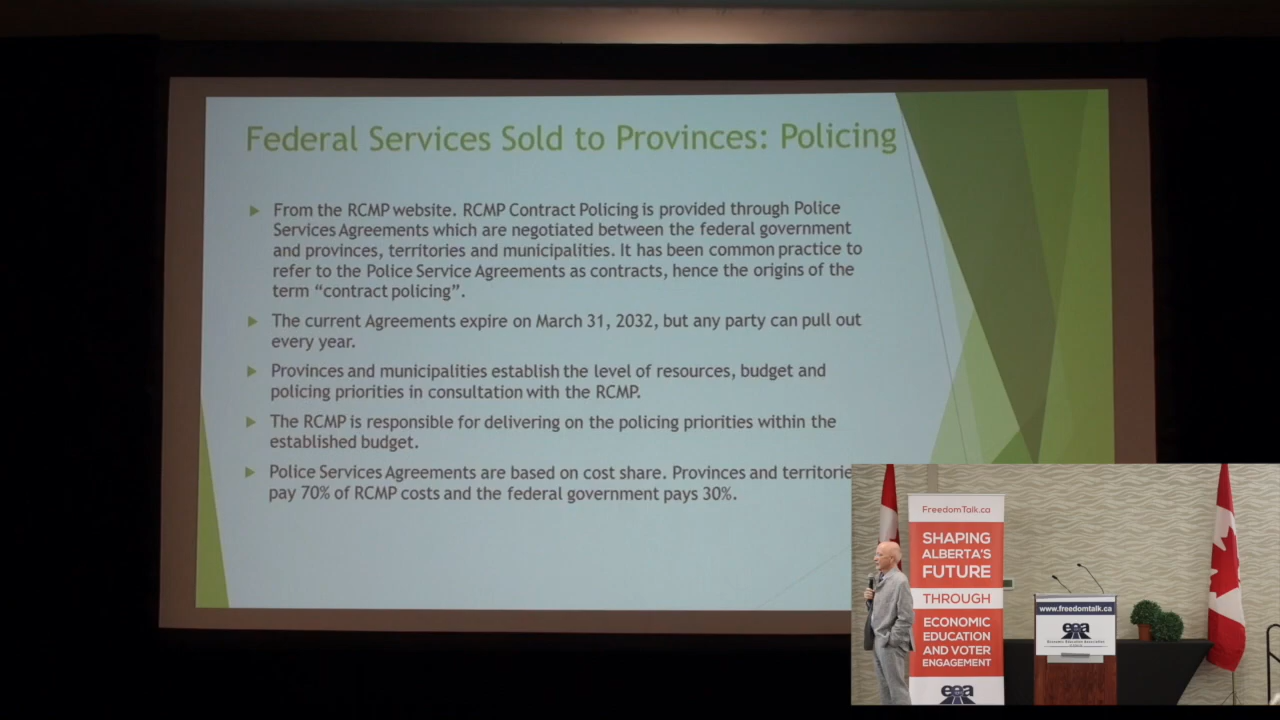 Federal Services Sold to Provinces: Policing
From the RCMP website. RCMP Contract Policing is provided through Police
Services Agreements which are negotiated between the federal government
and provinces, territories and municipalities. It has been common practice to
refer to the Police Service Agreements as contracts, hence the origins of the
term “contract policing”.
The current Agreements expire on March 31, 2032, but any party can pull out
every year.
Provinces and municipalities establish the level of resources, budget and
policing priorities in consultation with the RCMP.
The RCMP is responsible for delivering on the policing priorities within the
established budget.
Police Services Agreements are based on cost share. Provinces and territorie
pay 70% of RCMP costs and the federal government pays 30%.
FreedomTalk.ca
SHAPING
ALBERTA'S
FUTURE
THROUGH
ECONOMIC
EDUCATION
AND VOTER
ENGAGEMENT
eea
www.freedomtalk.ca
eea
Economic Education Association